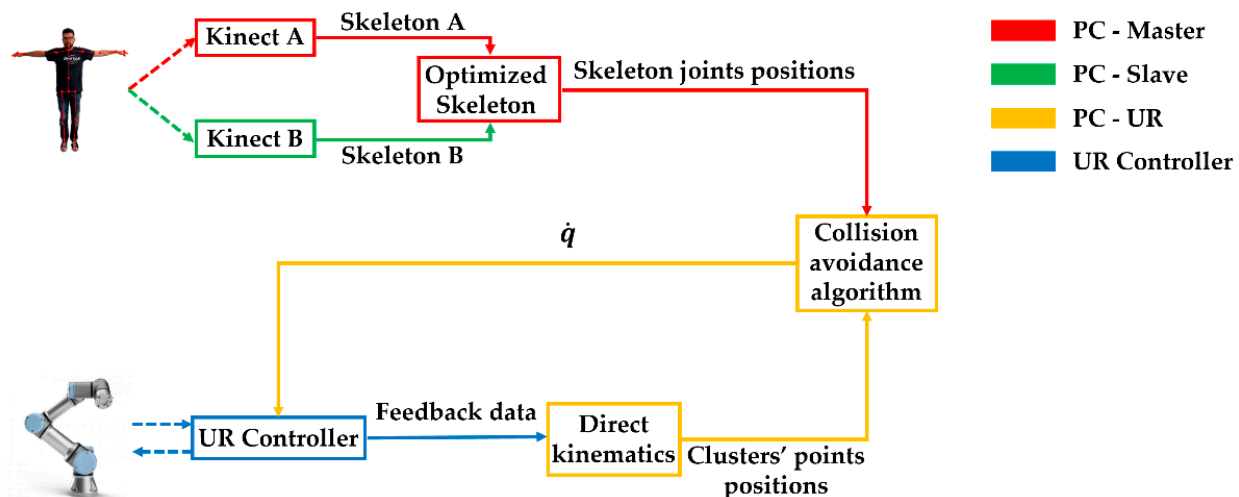 Skeleton A
Kinect A
Optimized
Skeleton
Skeleton joints positions
Kinect B
Skeleton B
PC - Master
PC - Slave
PC - UR
UR Controller
q̇
Collision
avoidance
algorithm
UR Controller
Feedback data
Direct
kinematics
Clusters’ points
positions